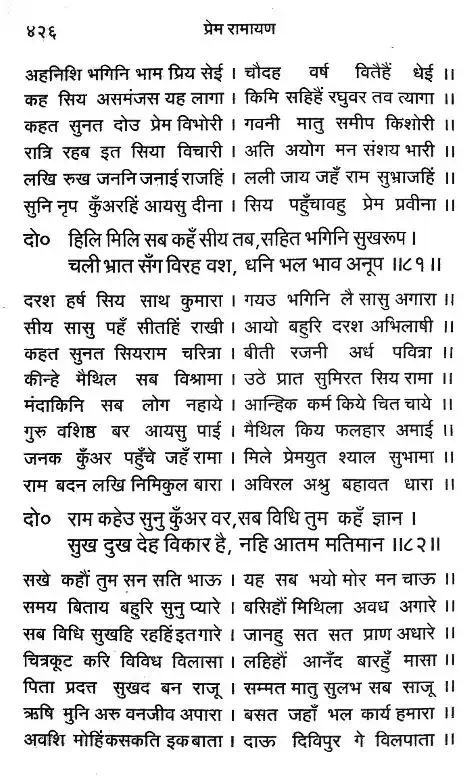 ४२६ प्रेम रामायण
अहनिशि भगिनि भाम प्रिय सेई । चौदह वर्ष वितैहैं धेई ॥
कह सिय असमंजस यह लागा । किमि सहिहैं रघुवर तव त्यागा ॥
कहत सुनत दोउ प्रेम विभोरी । गवनी मातु समीप किशोरी ॥
रात्रि रहब इत सिया विचारी । अति अयोग मन संशय भारी ॥
लखि रुख जननि जनाई राजहिं । लली जाय जहँ राम सुभ्राजहिं ॥
सुनि नृप कुँअरहिं आयसु दीना । सिय पहुँचावहु प्रेम प्रवीना ॥
दो० हिलि मिलि सब कहँ सीय तब, सहित भगिनि सुखरूप ।
चली भ्रात सँग विरह वश, धनि भल भाव अनूप ॥८१॥
दरश हर्ष सिय साथ कुमारा । गयउ भगिनि लै सासु अगारा ॥
सीय सासु पहँ सीतहिं राखी । आयो बहुरि दरश अभिलाषी ॥
कहत सुनत सियराम चरित्रा । बीती रजनी अर्ध पवित्रा ॥
कीन्हे मैथिल सब विश्रामा । उठे प्रात सुमिरत सिय रामा ॥
मंदाकिनि सब लोग नहाये । आन्हिक कर्म किये चित चाये ॥
गुरु वशिष्ठ बर आयसु पाई । मैथिल किय फलहार अमाई ॥
जनक कुँअर पहुँचे जहँ रामा । मिले प्रेमयुत श्याल सुभामा ॥
राम बदन लखि निमिकुल बारा । अविरल अश्रु बहावत धारा ॥
दो० राम कहेउ सुनु कुँअर वर, सब विधि तुम कहँ ज्ञान ।
सुख दुख देह विकार है, नहि आतम मतिमान ॥८२॥
सखे कहौं तुम सन सति भाऊ । यह सब भयो मोर मन चाऊ ॥
समय बिताय बहुरि सुनु प्यारे । बसिहौं मिथिला अवध अगारे ॥
सब विधि सुखहि रहहिं इत गारे । जानहु सत सत प्राण अधारे ॥
चित्रकूट करि विविध विलासा । लहिहौं आनँद बारहुँ मासा ॥
पिता प्रदत्त सुखद बन राजू । सम्मत मातु सुलभ सब साजू ॥
ऋषि मुनि अरु वनजीव अपारा । बसत जहाँ भल कार्य हमारा ॥
अवशि मोहिं कसकति इक बाता । दाऊ दिविपुर गे विलपाता ॥